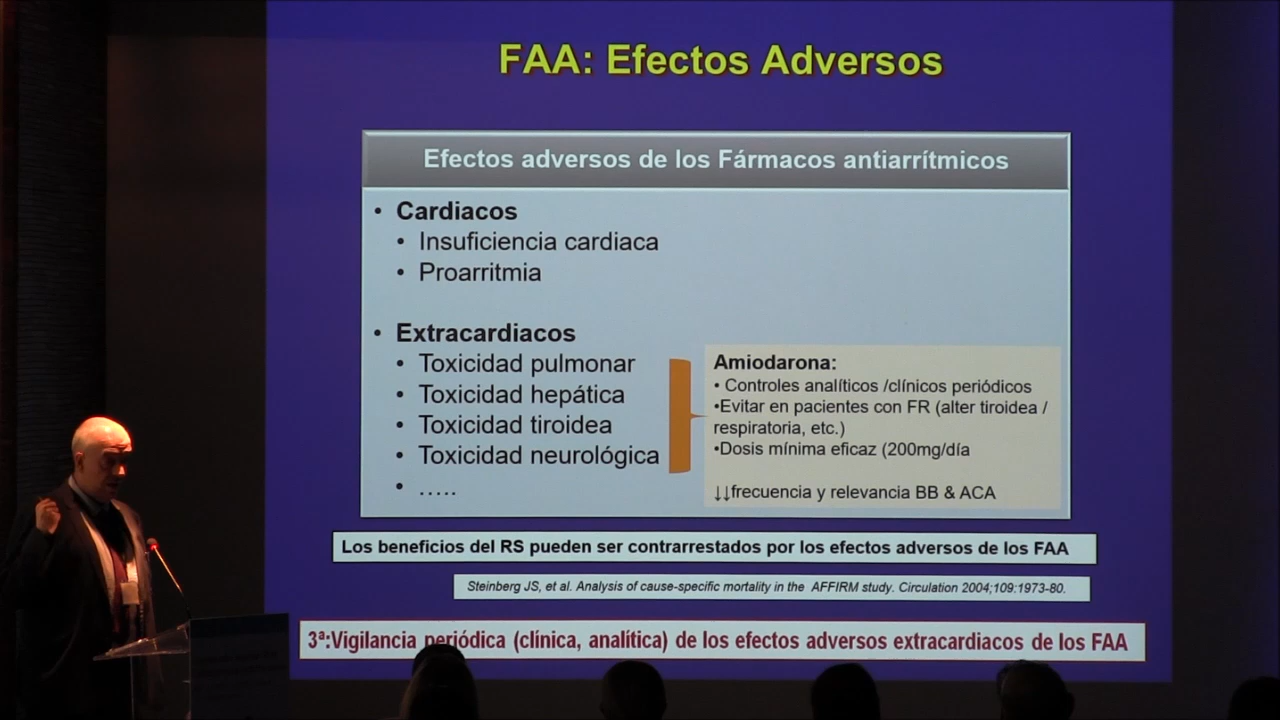 FAA: Efectos Adversos
Efectos adversos de los Fármacos antiarrítmicos
• Cardiacos
• Insuficiencia cardiaca
• Proarritmia
• Extracardiacos
• Toxicidad pulmonar
• Toxicidad hepática
• Toxicidad tiroidea
• Toxicidad neurológica
• .....
Amiodarona:
• Controles analíticos /clínicos periódicos
•Evitar en pacientes con FR (alter tiroidea /
respiratoria, etc.)
•Dosis mínima eficaz (200mg/día
↓↓frecuencia y relevancia BB & ACA
Los beneficios del RS pueden ser contrarrestados por los efectos adversos de los FAA
Steinberg JS, et al. Analysis of cause-specific mortality in the AFFIRM study. Circulation 2004;109:1973-80.
3ª:Vigilancia periódica (clínica, analítica) de los efectos adversos extracardiacos de los FAA